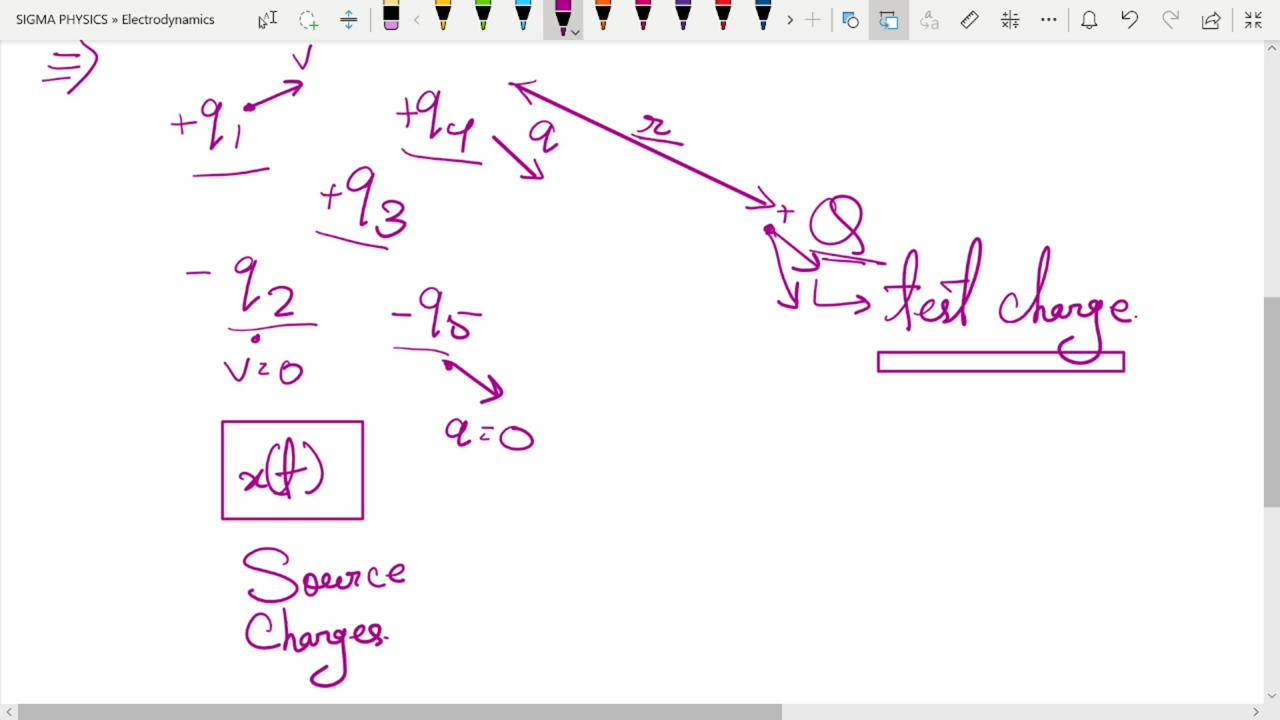 SIGMA PHYSICS » Electrodynamics
⇒
v
+q1
+q4
a
r
+q3
+ Q
test charge.
-q2
v=0
-q5
a=0
x(t)
Source
Charges.